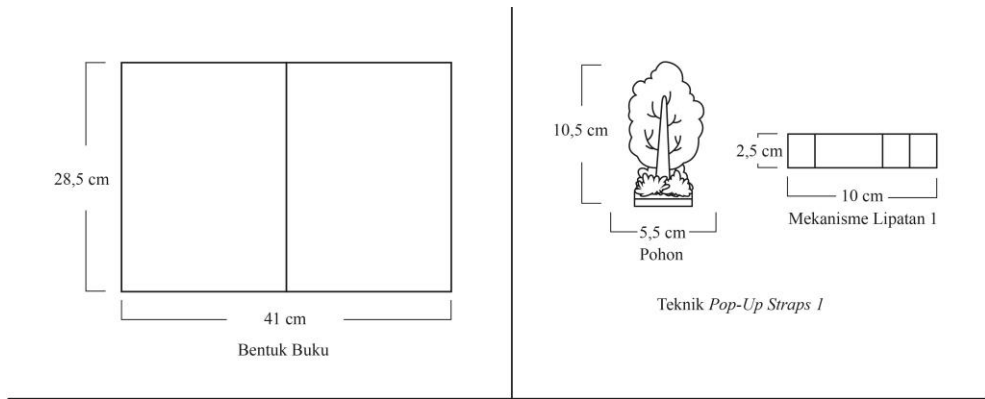 28,5 cm
41 cm
Bentuk Buku
10,5 cm
5,5 cm
Pohon
2,5 cm
10 cm
Mekanisme Lipatan 1
Teknik Pop-Up Straps 1